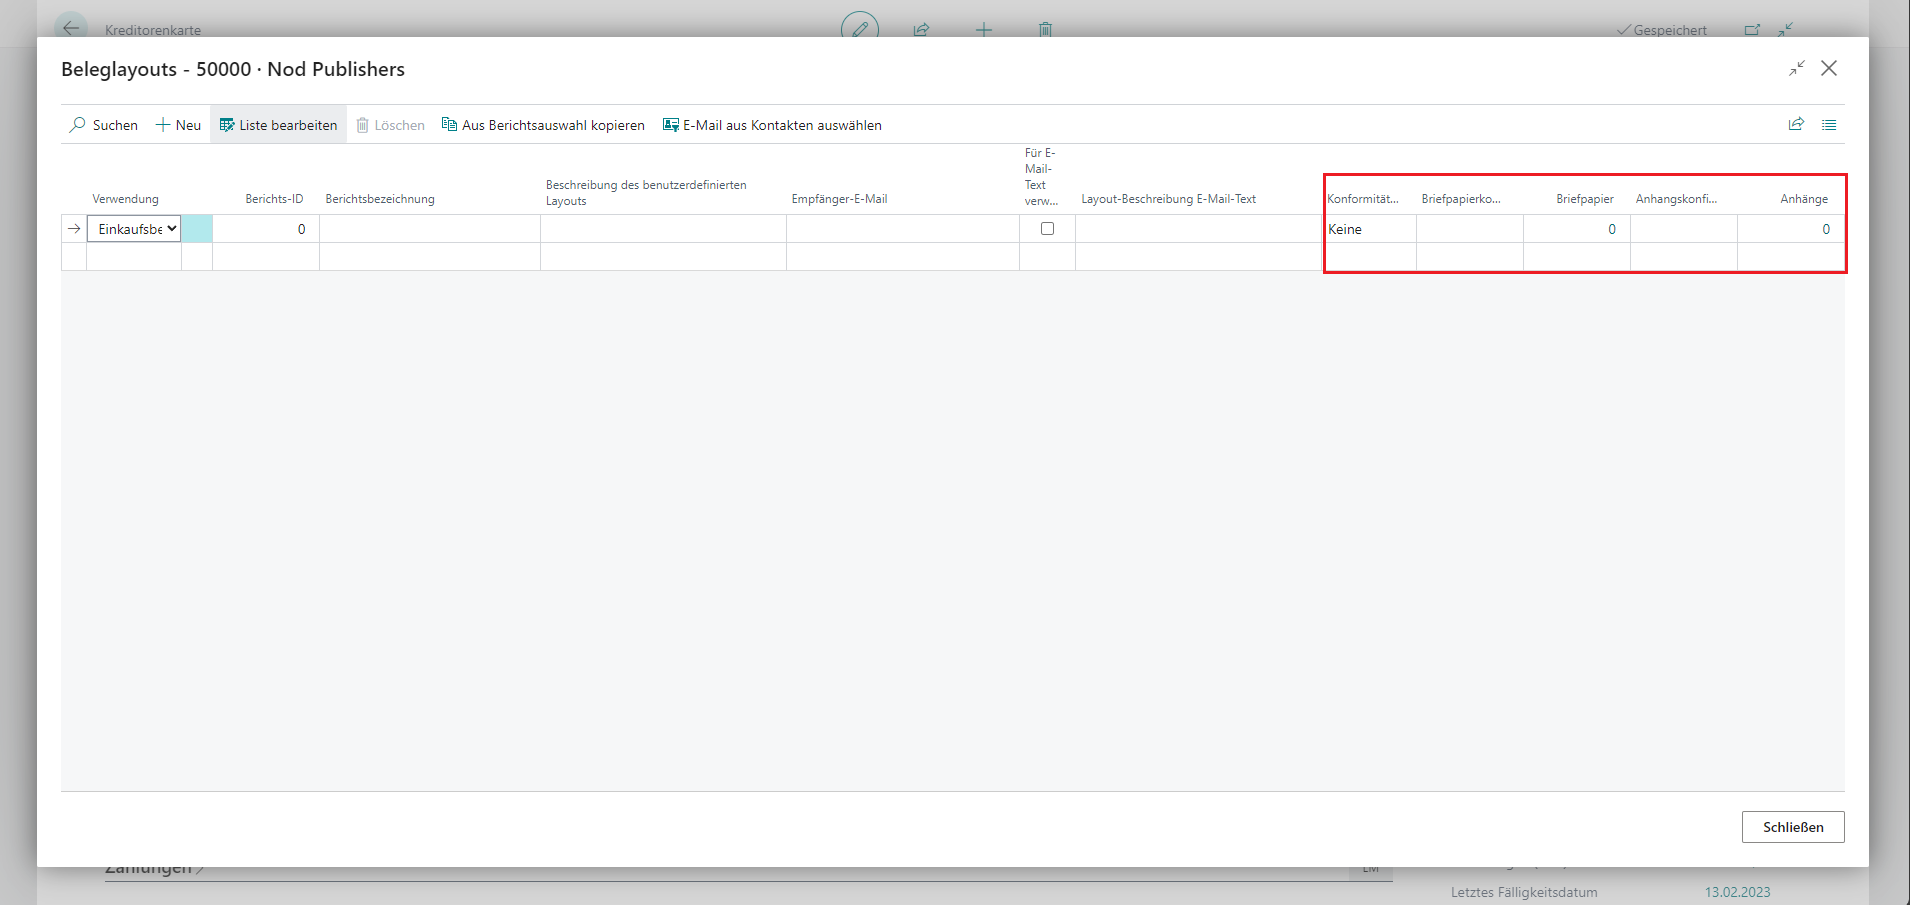 Kreditorenkarte
Gespeichert
Beleglayouts - 50000 · Nod Publishers
Suchen
Neu
Liste bearbeiten
Löschen
Aus Berichtsauswahl kopieren
E-Mail aus Kontakten auswählen
Verwendung
Berichts-ID
Berichtsbezeichnung
Beschreibung des benutzerdefinierten
Layouts
Empfänger-E-Mail
Für E-
Mail-
Text
verw...
Layout-Beschreibung E-Mail-Text
Konformität...
Briefpapierko...
Briefpapier
Anhangskonfi...
Anhänge
Einkaufsbe
0
Keine
0
0
Schließen
Zahlungen
LM
Letztes Fälligkeitsdatum
13.02.2023